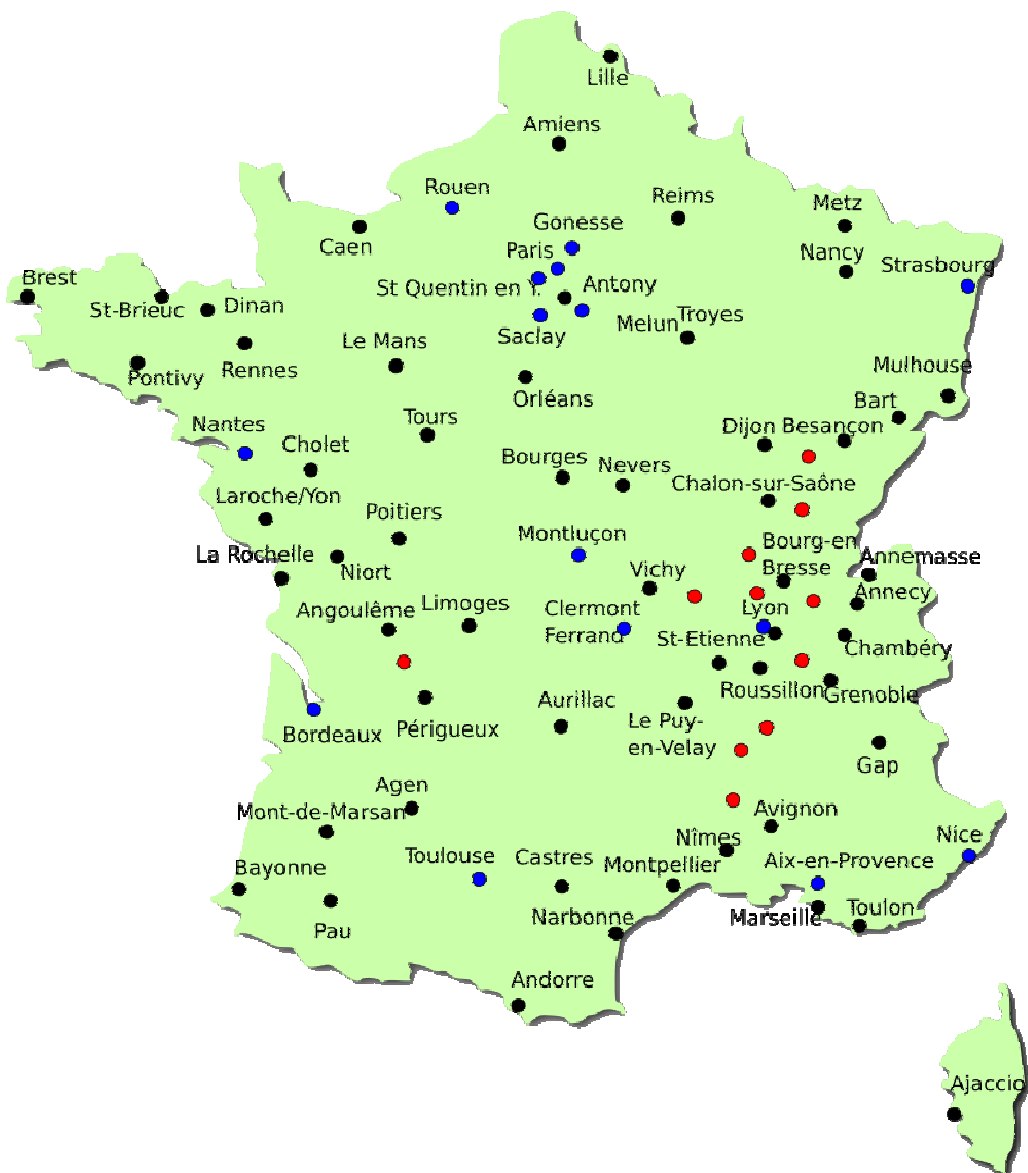 Lille
Amiens
Rouen
Reims
Metz
Gonesse
Caen
Paris
Nancy
Strasbourg
Brest
St Quentin en Y.
Antony
St-Brieuc
Dinan
Saclay
Melun
Troyes
Le Mans
Rennes
Pontivy
Mulhouse
Orléans
Bart
Nantes
Tours
Cholet
Dijon
Besançon
Bourges
Nevers
Chalon-sur-Saône
Laroche/Yon
Poitiers
Montluçon
Bourg-en
Bresse
La Rochelle
Annemasse
Niort
Vichy
Annecy
Angoulême
Limoges
Clermont
Ferrand
Lyon
St-Etienne
Chambéry
Roussillon
Grenoble
Aurillac
Le Puy-
en-Velay
Bordeaux
Périgueux
Gap
Agen
Mont-de-Marsan
Avignon
Nîmes
Nice
Toulouse
Castres
Montpellier
Aix-en-Provence
Bayonne
Narbonne
Marseille
Toulon
Pau
Andorre
Ajaccio